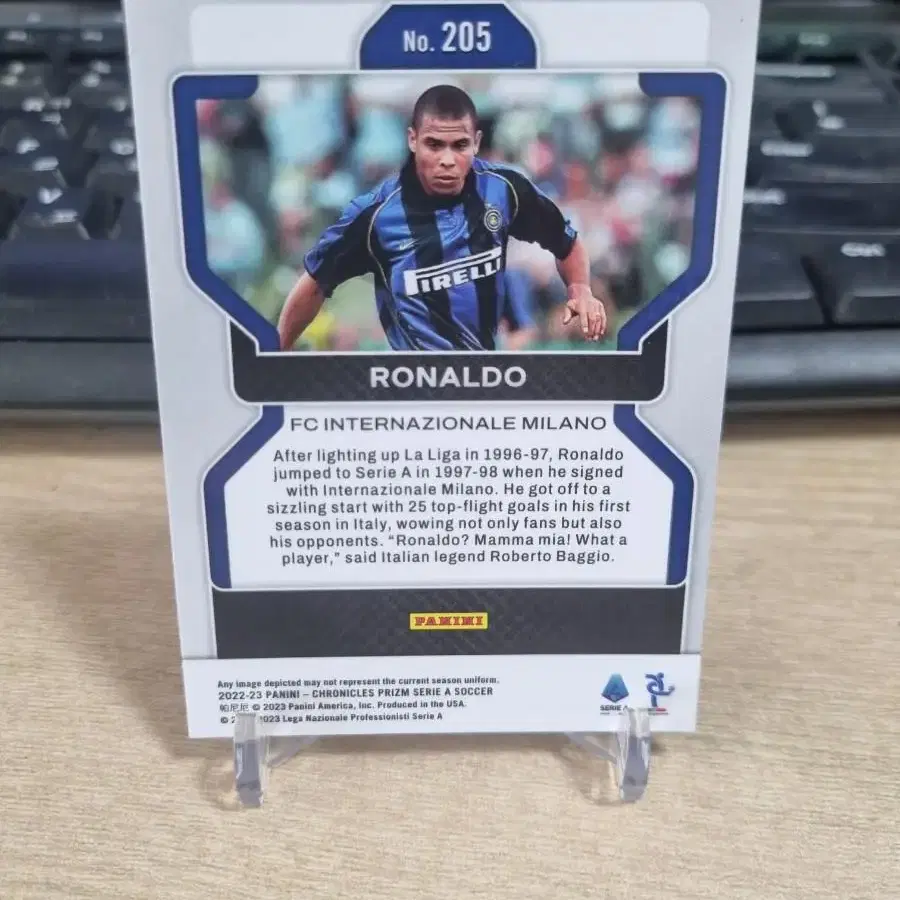 No. 205
PIRELLI
RONALDO
FC INTERNAZIONALE MILANO
After lighting up La Liga in 1996-97, Ronaldo
jumped to Serie A in 1997-98 when he signed
with Internazionale Milano. He got off to a
sizzling start with 25 top-flight goals in his first
season in Italy, wowing not only fans but also
his opponents. “Ronaldo? Mamma mia! What a
player,” said Italian legend Roberto Baggio.
PANINI
Any image depicted may not represent the current season uniform.
2022-23 PANINI – CHRONICLES PRIZM SERIE A SOCCER
帕尼尼 © 2023 Panini America, Inc. Produced in the USA.
© 2023 Lega Nazionale Professionisti Serie A
SERIE A